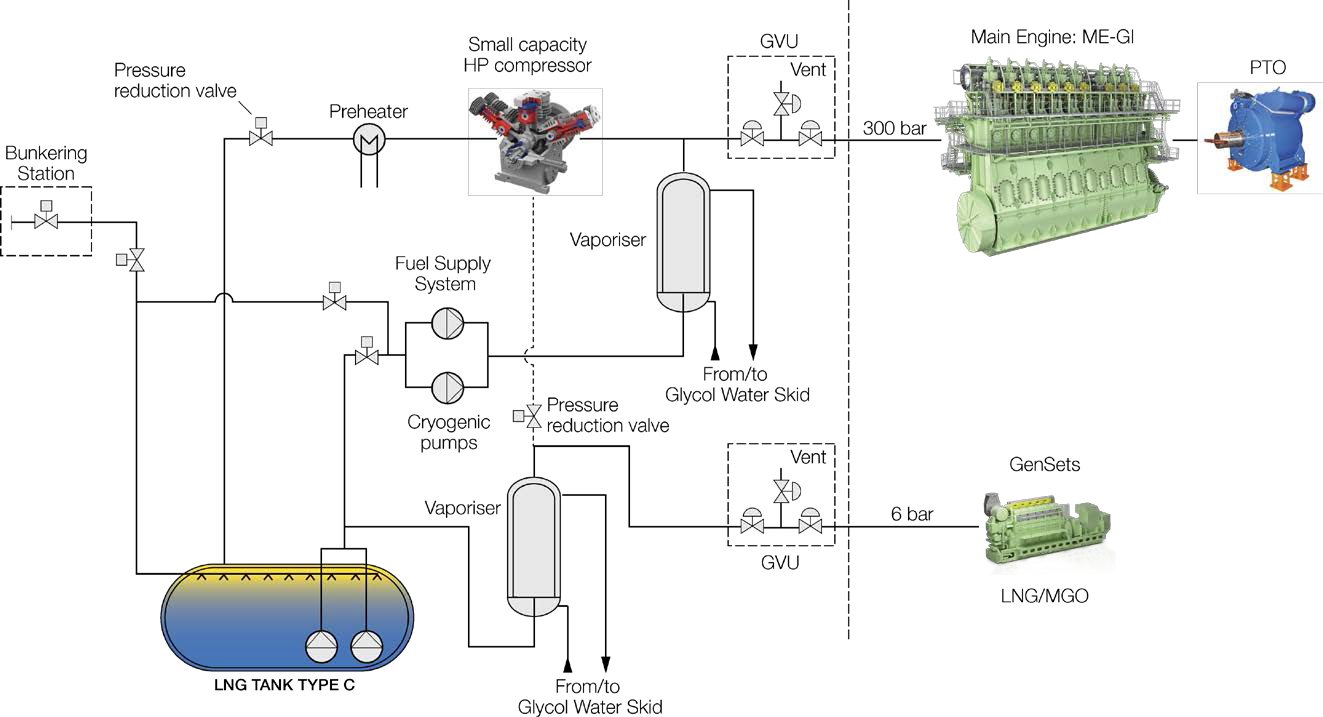 Main Engine: ME-GI
GVU
PTO
Small capacity
HP compressor
Vent
Pressure
reduction valve
Preheater
300 bar
Bunkering
Station
Vaporiser
Fuel Supply
System
From/to
Glycol Water Skid
Cryogenic
pumps
Pressure
reduction valve
Vent
GenSets
Vaporiser
6 bar
GVU
LNG/MGO
LNG TANK TYPE C
From/to
Glycol Water Skid